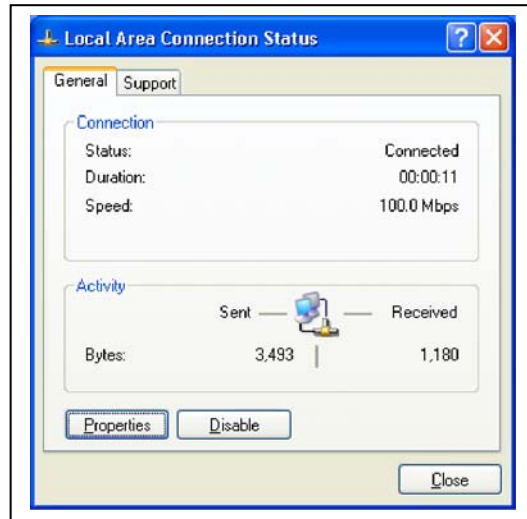 Local Area Connection Status
General Support
Connection
Status: Connected
Duration: 00:00:11
Speed: 100.0 Mbps
Activity
Sent Received
Bytes: 3,493 1,180
Properties Disable
Close